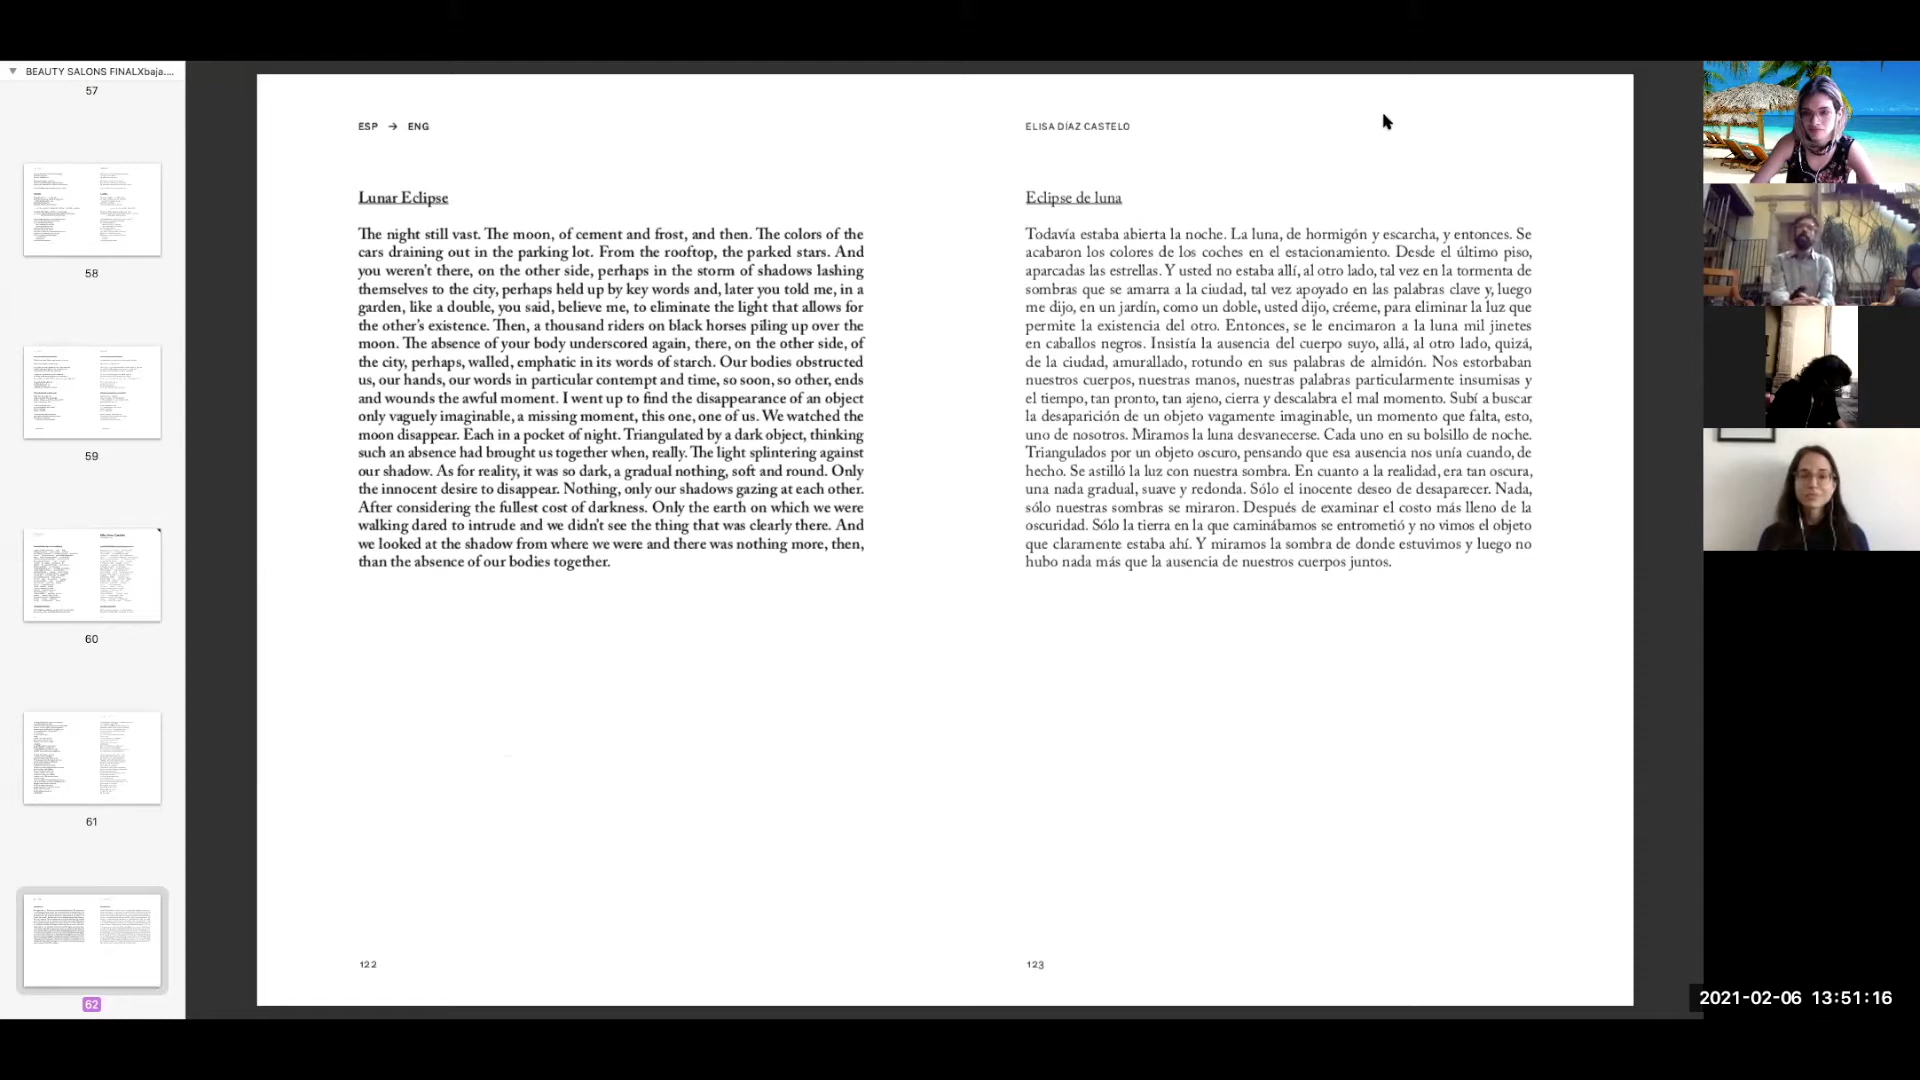 BEAUTY SALONS FINALXbaja....
57
58
59
60
61
62
ESP → ENG
Lunar Eclipse
The night still vast. The moon, of cement and frost, and then. The colors of the
cars draining out in the parking lot. From the rooftop, the parked stars. And
you weren't there, on the other side, perhaps in the storm of shadows lashing
themselves to the city, perhaps held up by key words and, later you told me, in a
garden, like a double, you said, believe me, to eliminate the light that allows for
the other's existence. Then, a thousand riders on black horses piling up over the
moon. The absence of your body underscored again, there, on the other side, of
the city, perhaps, walled, emphatic in its words of starch. Our bodies obstructed
us, our hands, our words in particular contempt and time, so soon, so other, ends
and wounds the awful moment. I went up to find the disappearance of an object
only vaguely imaginable, a missing moment, this one, one of us. We watched the
moon disappear. Each in a pocket of night. Triangulated by a dark object, thinking
such an absence had brought us together when, really. The light splintering against
our shadow. As for reality, it was so dark, a gradual nothing, soft and round. Only
the innocent desire to disappear. Nothing, only our shadows gazing at each other.
After considering the fullest cost of darkness. Only the earth on which we were
walking dared to intrude and we didn't see the thing that was clearly there. And
we looked at the shadow from where we were and there was nothing more, then,
than the absence of our bodies together.
122
ELISA DÍAZ CASTELO
Eclipse de luna
Todavía estaba abierta la noche. La luna, de hormigón y escarcha, y entonces. Se
acabaron los colores de los coches en el estacionamiento. Desde el último piso,
aparcadas las estrellas. Y usted no estaba allí, al otro lado, tal vez en la tormenta de
sombras que se amarra a la ciudad, tal vez apoyado en las palabras clave y, luego
me dijo, en un jardín, como un doble, usted dijo, créeme, para eliminar la luz que
permite la existencia del otro. Entonces, se le encimaron a la luna mil jinetes
en caballos negros. Insistía la ausencia del cuerpo suyo, allá, al otro lado, quizá,
de la ciudad, amurallado, rotundo en sus palabras de almidón. Nos estorbaban
nuestros cuerpos, nuestras manos, nuestras palabras particularmente insumisas y
el tiempo, tan pronto, tan ajeno, cierra y descalabra el mal momento. Subí a buscar
la desaparición de un objeto vagamente imaginable, un momento que falta, esto,
uno de nosotros. Miramos la luna desvanecerse. Cada uno en su bolsillo de noche.
Triangulados por un objeto oscuro, pensando que esa ausencia nos unía cuando, de
hecho. Se astilló la luz con nuestra sombra. En cuanto a la realidad, era tan oscura,
una nada gradual, suave y redonda. Sólo el inocente deseo de desaparecer. Nada,
sólo nuestras sombras se miraron. Después de examinar el costo más lleno de la
oscuridad. Sólo la tierra en la que caminábamos se entrometió y no vimos el objeto
que claramente estaba ahí. Y miramos la sombra de donde estuvimos y luego no
hubo nada más que la ausencia de nuestros cuerpos juntos.
123
2021-02-06 13:51:16